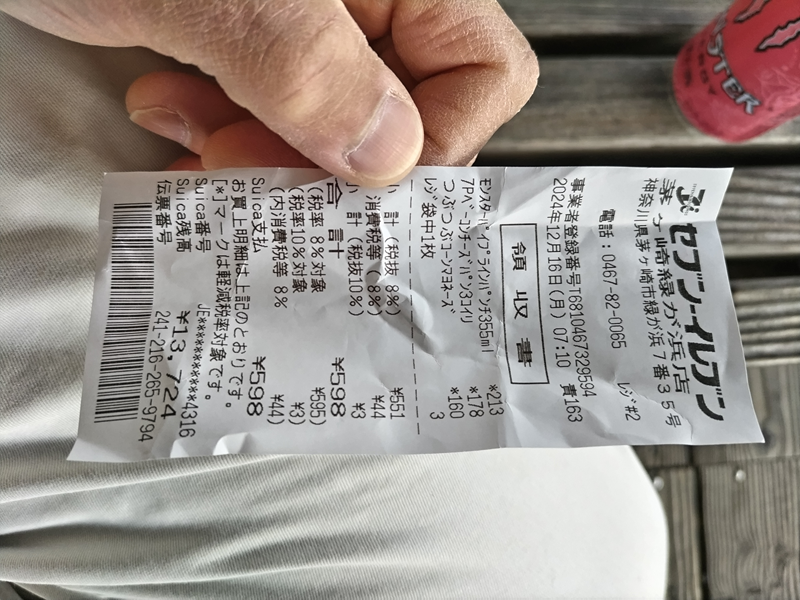 セブン-イレブン
茅ヶ崎緑が浜店
神奈川県茅ヶ崎市緑が浜7番35号
電話：0467-82-0065 レジ#2
事業者登録番号T6810467329594
2024年12月16日(月) 07:10 責163
領収書
ﾓﾝｽﾀｰﾊﾟｲﾌﾟﾗｲﾝﾊﾟﾝﾁ355ml *213
7Pﾍﾞｰｺﾝﾁｰｽﾞﾊﾟﾝ3ｺｲﾘ *178
つぶつぶコーンマヨネーズ *160
レジ袋中1枚 3
小計(税抜 8%) ¥551
消費税等(8%) ¥44
小計(税抜10%) ¥3
合計 ¥598
(税率 8%対象 ¥595)
(税率10%対象 ¥3)
(内消費税等 8% ¥44)
Suica支払 ¥598
お買上明細は上記のとおりです。
[*]マークは軽減税率対象です。
Suica番号 JE*********4316
Suica残高 ¥13,724
伝票番号 241-216-265-9794
MONSTER